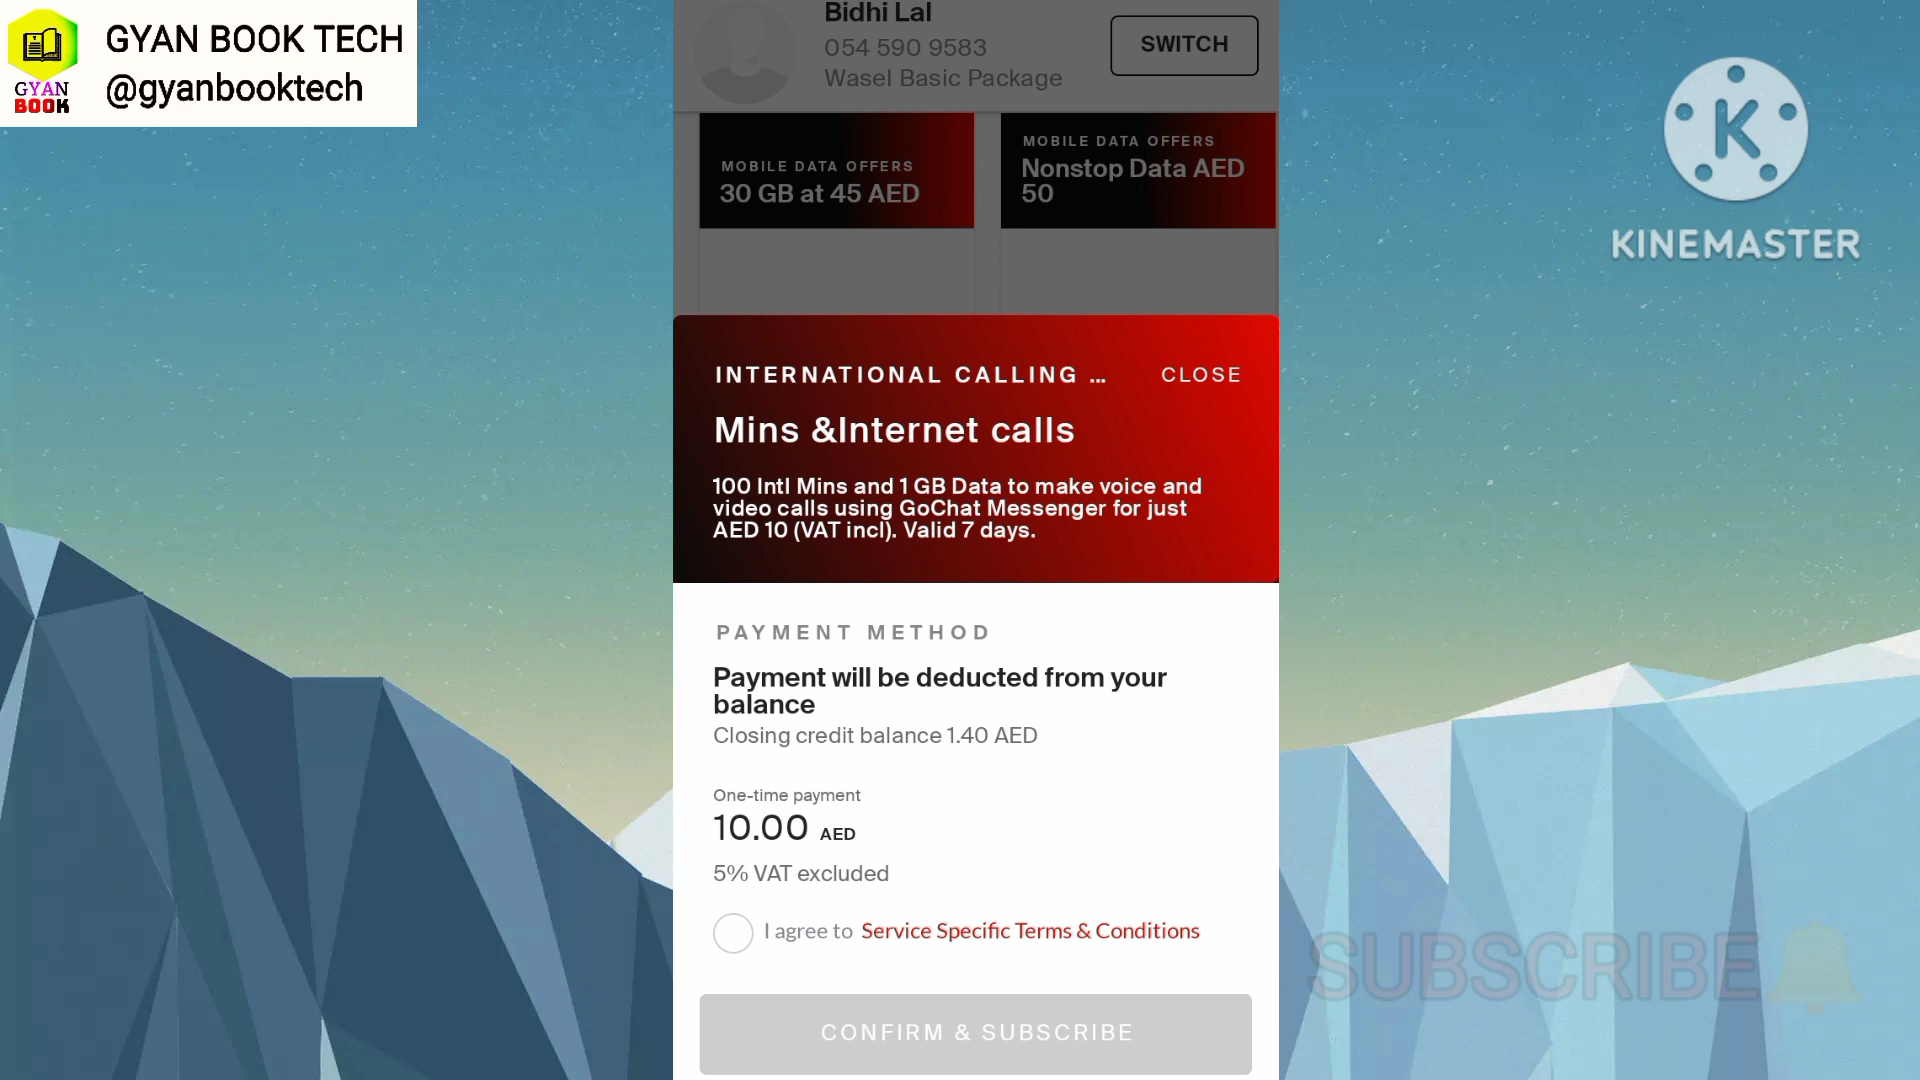 GYAN BOOK TECH
@gyanbooktech
GYAN
BOOK
KINEMASTER
Bidhi Lal
054 590 9583
Wasel Basic Package
SWITCH
MOBILE DATA OFFERS
30 GB at 45 AED
MOBILE DATA OFFERS
Nonstop Data AED
50
INTERNATIONAL CALLING ...
CLOSE
Mins &Internet calls
100 Intl Mins and 1 GB Data to make voice and
video calls using GoChat Messenger for just
AED 10 (VAT incl). Valid 7 days.
PAYMENT METHOD
Payment will be deducted from your
balance
Closing credit balance 1.40 AED
One-time payment
10.00 AED
5% VAT excluded
I agree to Service Specific Terms & Conditions
CONFIRM & SUBSCRIBE
SUBSCRIBE